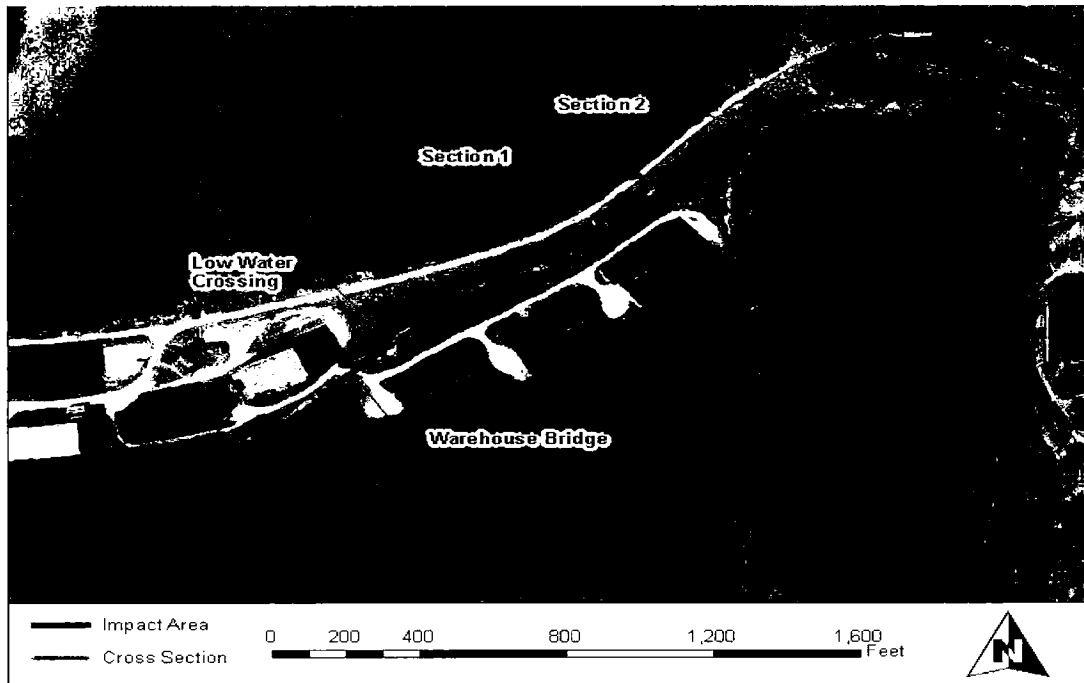 Section 2
Section 1
Low Water
Crossing
Warehouse Bridge
Impact Area
Cross Section
0 200 400 800 1,200 1,600
Feet
N